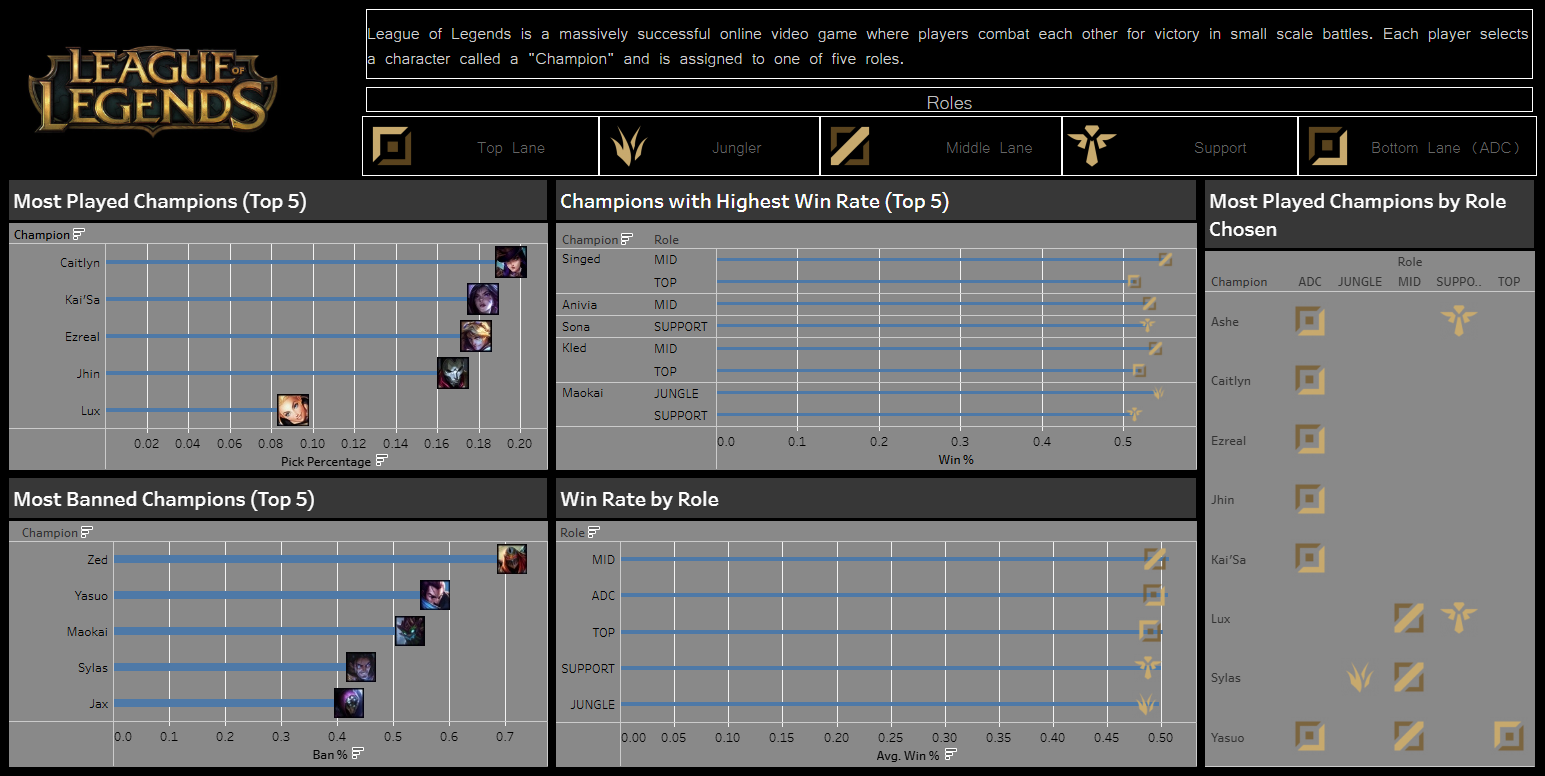 LEAGUE OF
LEGENDS
League of Legends is a massively successful online video game where players combat each other for victory in small scale battles. Each player selects
a character called a "Champion" and is assigned to one of five roles.
Roles
Top Lane
Jungler
Middle Lane
Support
Bottom Lane (ADC)
Most Played Champions (Top 5)
Champion
Caitlyn
Kai'Sa
Ezreal
Jhin
Lux
0.02 0.04 0.06 0.08 0.10 0.12 0.14 0.16 0.18 0.20
Pick Percentage
Champions with Highest Win Rate (Top 5)
Champion Role
Singed MID
TOP
Anivia MID
Sona SUPPORT
Kled MID
TOP
Maokai JUNGLE
SUPPORT
0.0 0.1 0.2 0.3 0.4 0.5
Win %
Most Played Champions by Role
Chosen
Role
Champion ADC JUNGLE MID SUPPO.. TOP
Ashe
Caitlyn
Ezreal
Jhin
Kai'Sa
Lux
Sylas
Yasuo
Most Banned Champions (Top 5)
Champion
Zed
Yasuo
Maokai
Sylas
Jax
0.0 0.1 0.2 0.3 0.4 0.5 0.6 0.7
Ban %
Win Rate by Role
Role
MID
ADC
TOP
SUPPORT
JUNGLE
0.00 0.05 0.10 0.15 0.20 0.25 0.30 0.35 0.40 0.45 0.50
Avg. Win %